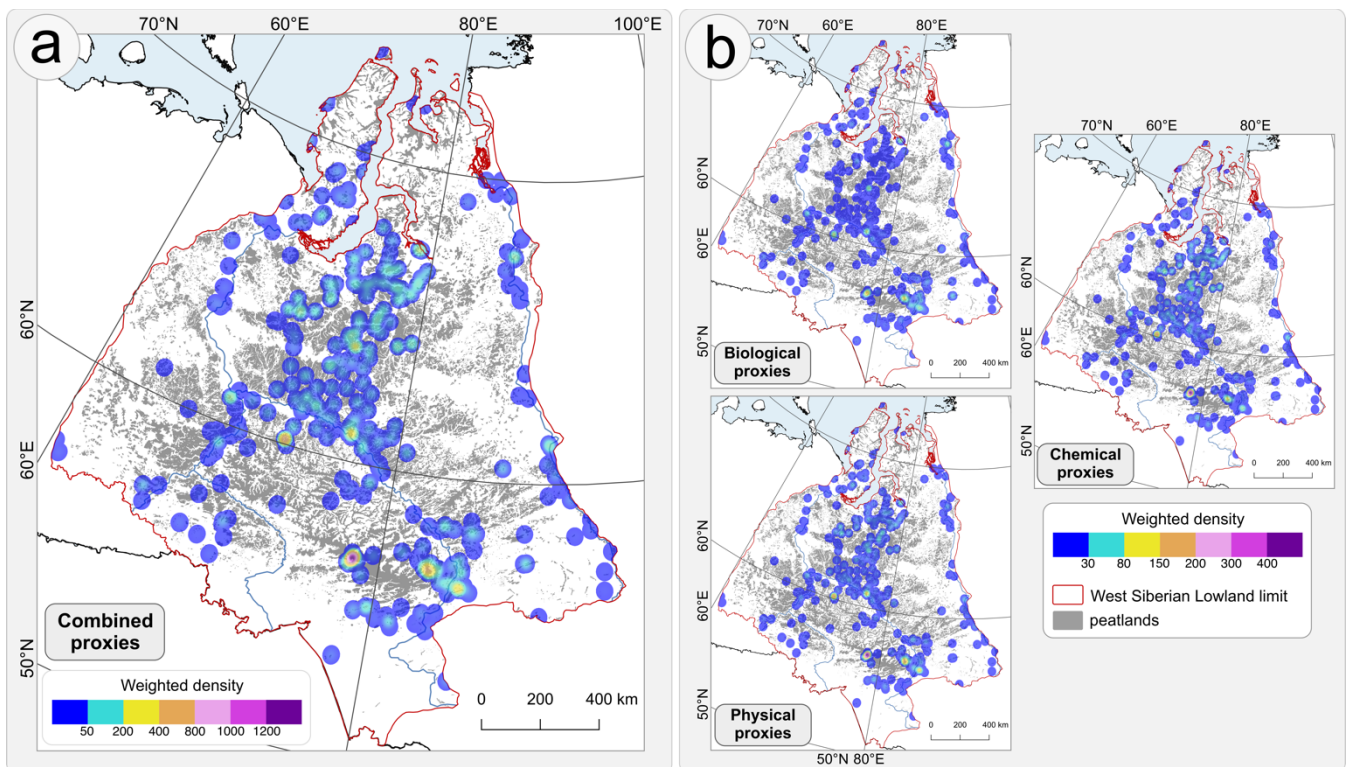 a
70°N
60°E
80°E
100°E
60°N
60°E
50°N
Combined
proxies
Weighted density
50 200 400 800 1000 1200
0 200 400 km
b
70°N
60°E
80°E
60°N
60°E
50°N
Biological
proxies
0 200 400 km
70°N
60°E
80°E
60°N
60°E
50°N
Chemical
proxies
0 200 400 km
60°N
60°E
50°N
Physical
proxies
0 200 400 km
50°N 80°E
Weighted density
30 80 150 200 300 400
West Siberian Lowland limit
peatlands